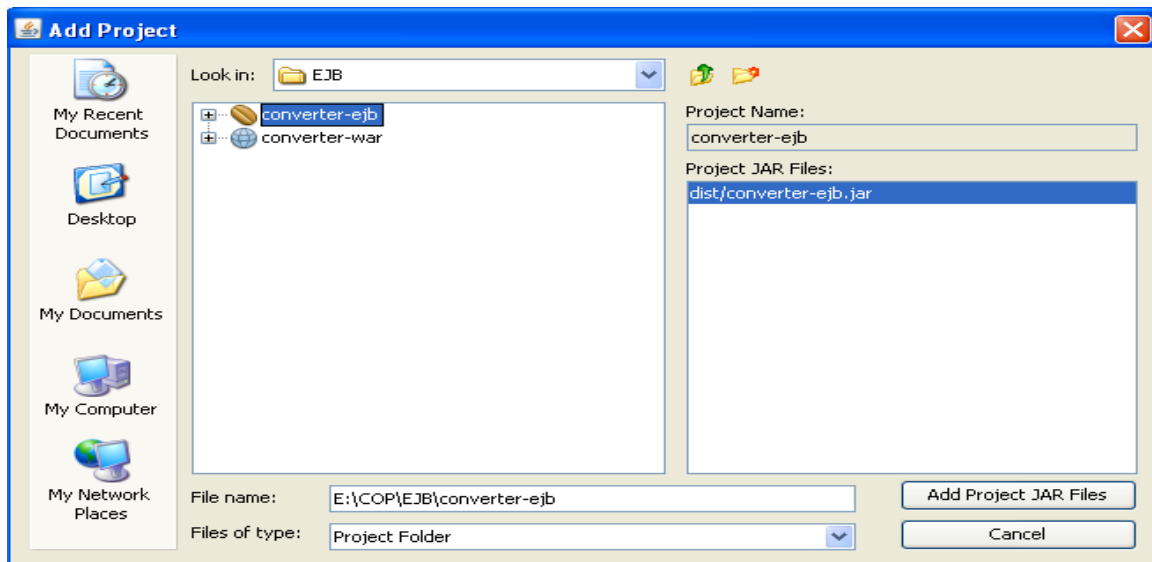 Add Project
Look in:
EJB
My Recent
Documents
Desktop
My Documents
My Computer
My Network
Places
converter-ejb
converter-war
Project Name:
converter-ejb
Project JAR Files:
dist/converter-ejb.jar
File name:
E:\COP\EJB\converter-ejb
Add Project JAR Files
Files of type:
Project Folder
Cancel